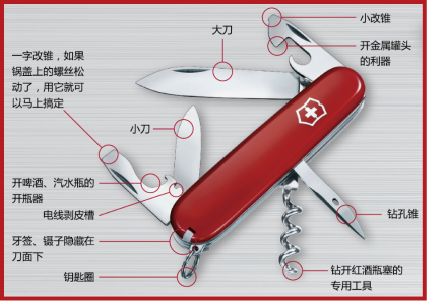 大刀
小改锥
开金属罐头
的利器
一字改锥，如果
锅盖上的螺丝松
动了，用它就可
以马上搞定
小刀
开啤酒、汽水瓶的
开瓶器
电线剥皮槽
牙签、镊子隐藏在
刀面下
钥匙圈
钻孔锥
钻开红酒瓶塞的
专用工具